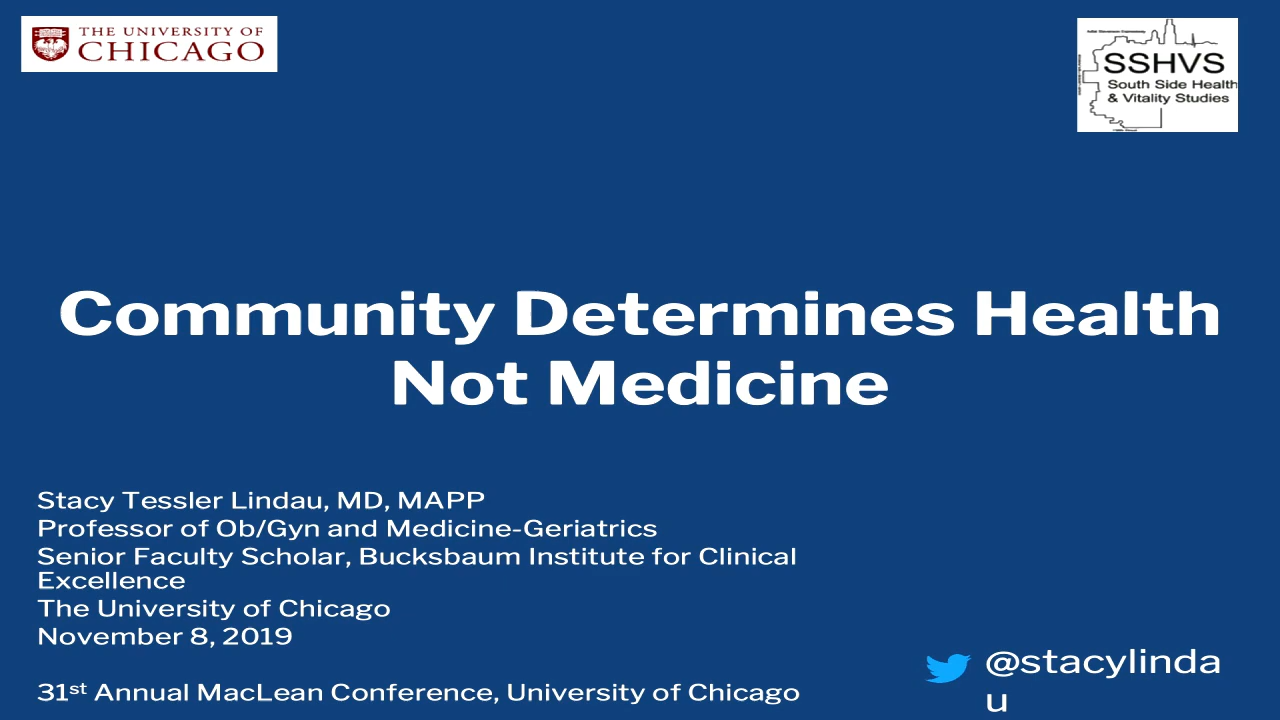 THE UNIVERSITY OF
CHICAGO
SSHVS
South Side Health
& Vitality Studies
Community Determines Health
Not Medicine
Stacy Tessler Lindau, MD, MAPP
Professor of Ob/Gyn and Medicine-Geriatrics
Senior Faculty Scholar, Bucksbaum Institute for Clinical
Excellence
The University of Chicago
November 8, 2019
31st Annual MacLean Conference, University of Chicago
@stacylinda
u